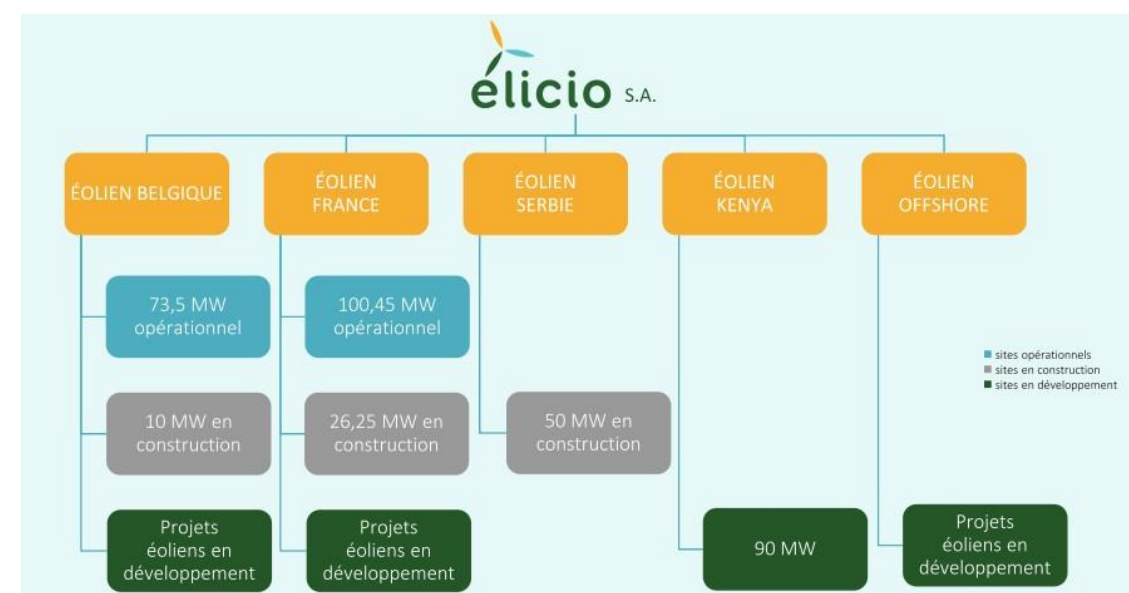 élicio S.A.
ÉOLIEN BELGIQUE
ÉOLIEN
FRANCE
ÉOLIEN
SERBIE
ÉOLIEN
KENYA
ÉOLIEN
OFFSHORE
73,5 MW
opérationnel
100,45 MW
opérationnel
sites opérationnels
sites en construction
sites en développement
10 MW en
construction
26,25 MW en
construction
50 MW en
construction
Projets
éoliens en
développement
Projets
éoliens en
développement
90 MW
Projets
éoliens en
développement